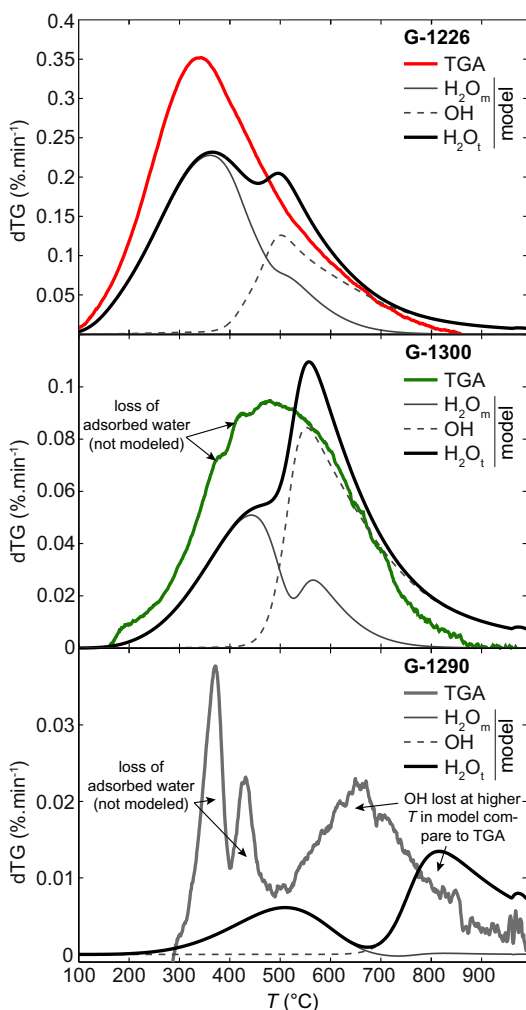 0.4
0.35
0.3
0.25
0.2
0.15
0.1
0.05
dTG (%.min⁻¹)
G-1226
TGA
H₂Oₘ
OH
H₂Oₜ
model
0.1
0.08
0.06
0.04
0.02
0
dTG (%.min⁻¹)
G-1300
TGA
H₂Oₘ
OH
H₂Oₜ
model
loss of
adsorbed water
(not modeled)
0.03
0.02
0.01
0
dTG (%.min⁻¹)
G-1290
TGA
H₂Oₘ
OH
H₂Oₜ
model
loss of
adsorbed water
(not modeled)
OH lost at higher
T in model com-
pare to TGA
100 200 300 400 500 600 700 800 900
T (°C)